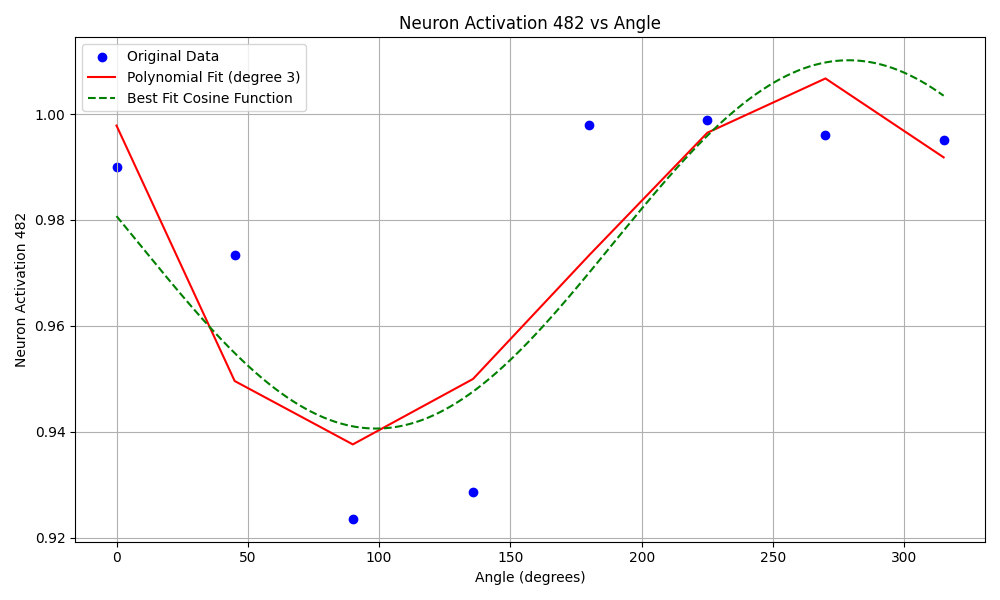 Neuron Activation 482 vs Angle
Original Data
Polynomial Fit (degree 3)
Best Fit Cosine Function
Neuron Activation 482
1.00
0.98
0.96
0.94
0.92
0
50
100
150
200
250
300
Angle (degrees)